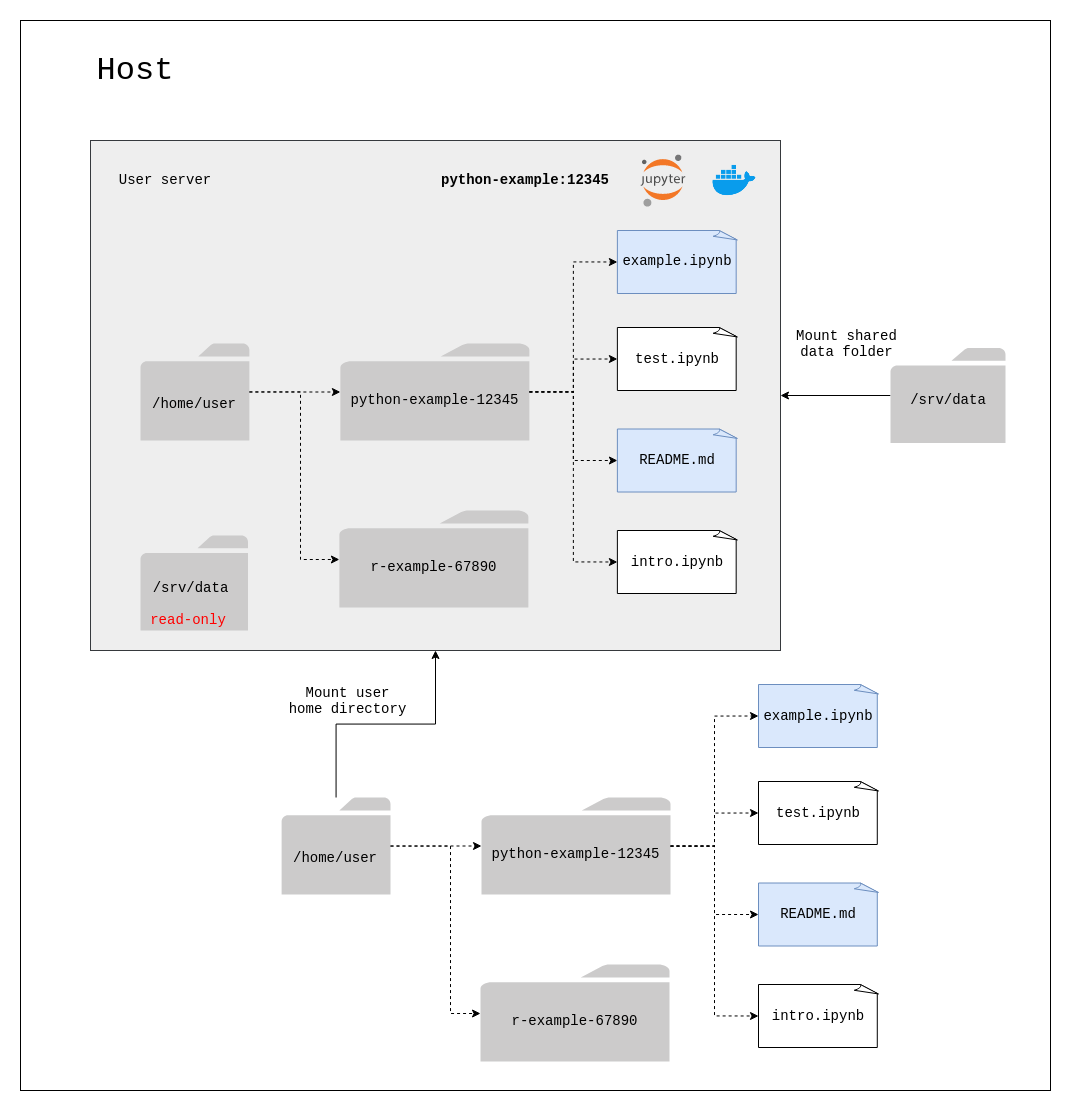 Host
User server
python-example:12345
jupyter
example.ipynb
test.ipynb
Mount shared
data folder
/home/user
python-example-12345
/srv/data
README.md
r-example-67890
intro.ipynb
/srv/data
read-only
Mount user
home directory
example.ipynb
test.ipynb
/home/user
python-example-12345
README.md
r-example-67890
intro.ipynb